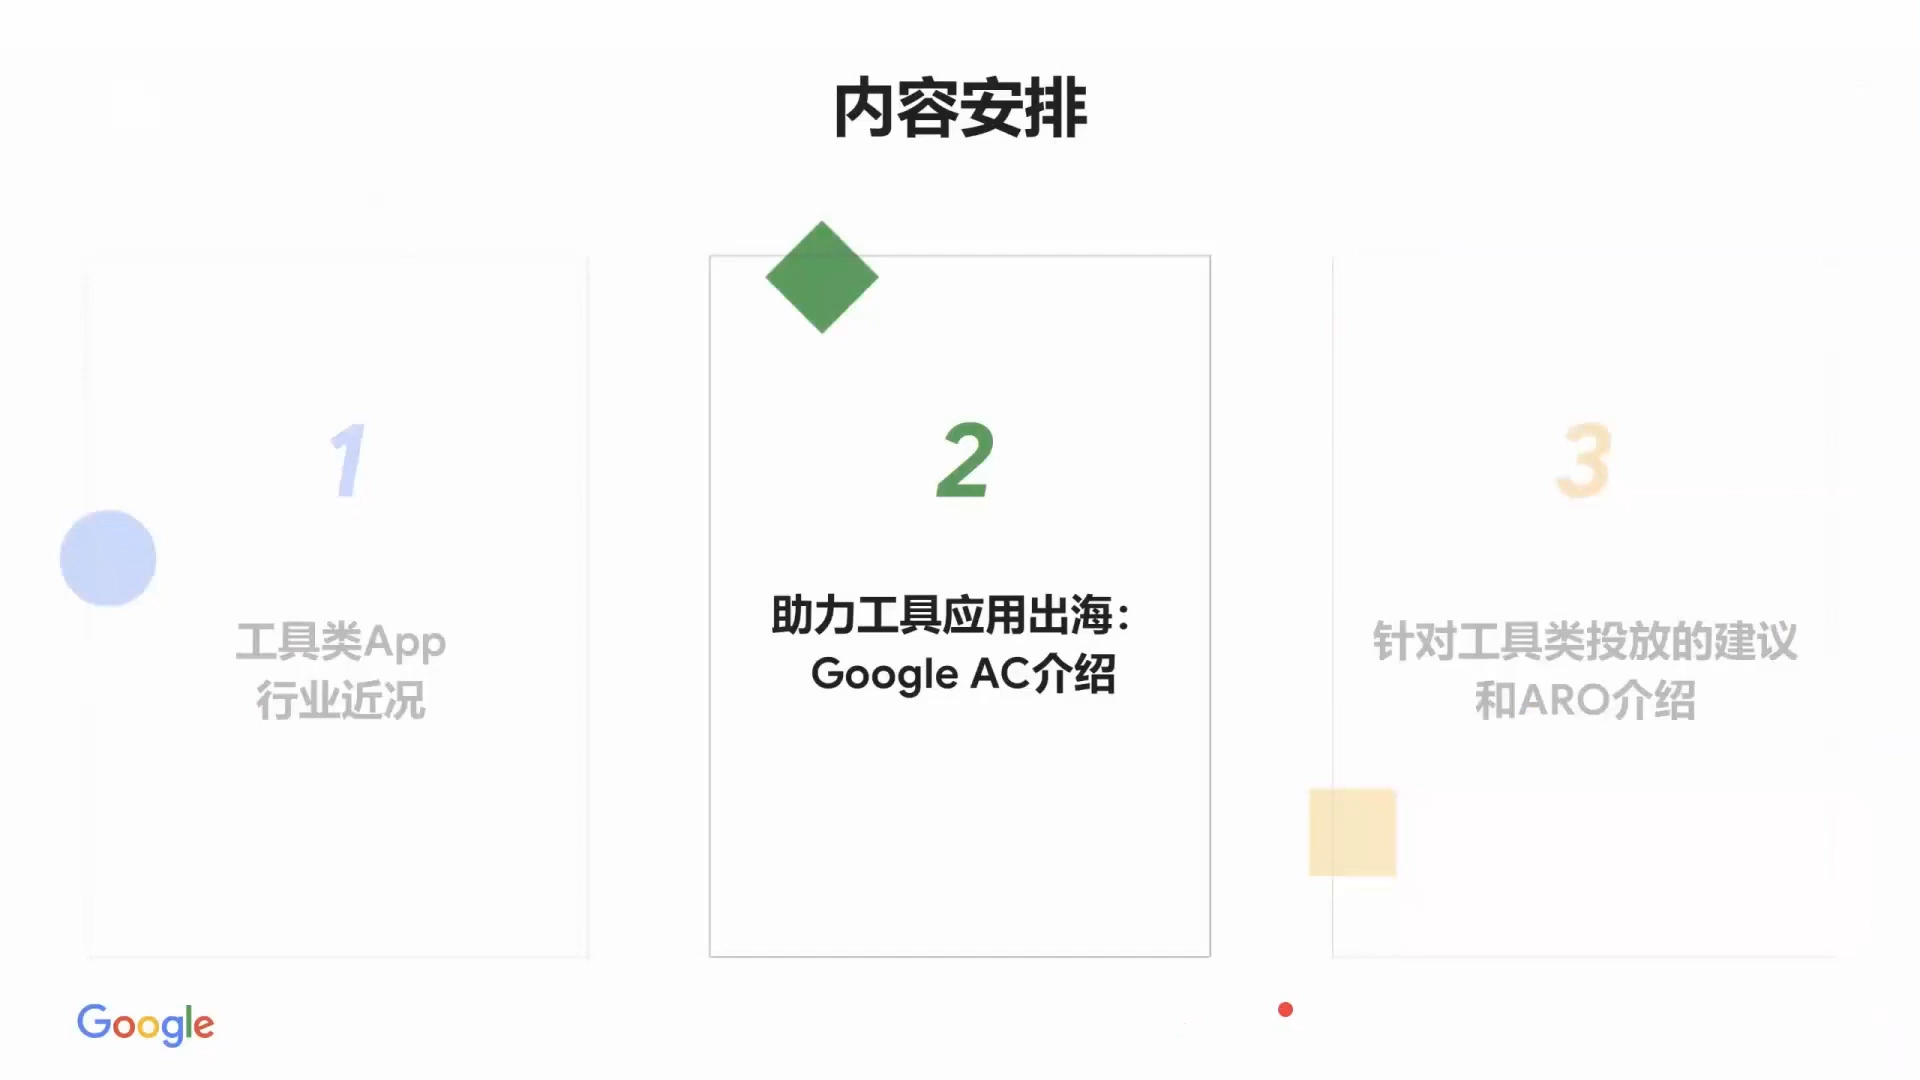 内容安排
1
工具类App
行业近况
2
助力工具应用出海：
Google AC介绍
3
针对工具类投放的建议
和ARO介绍
Google